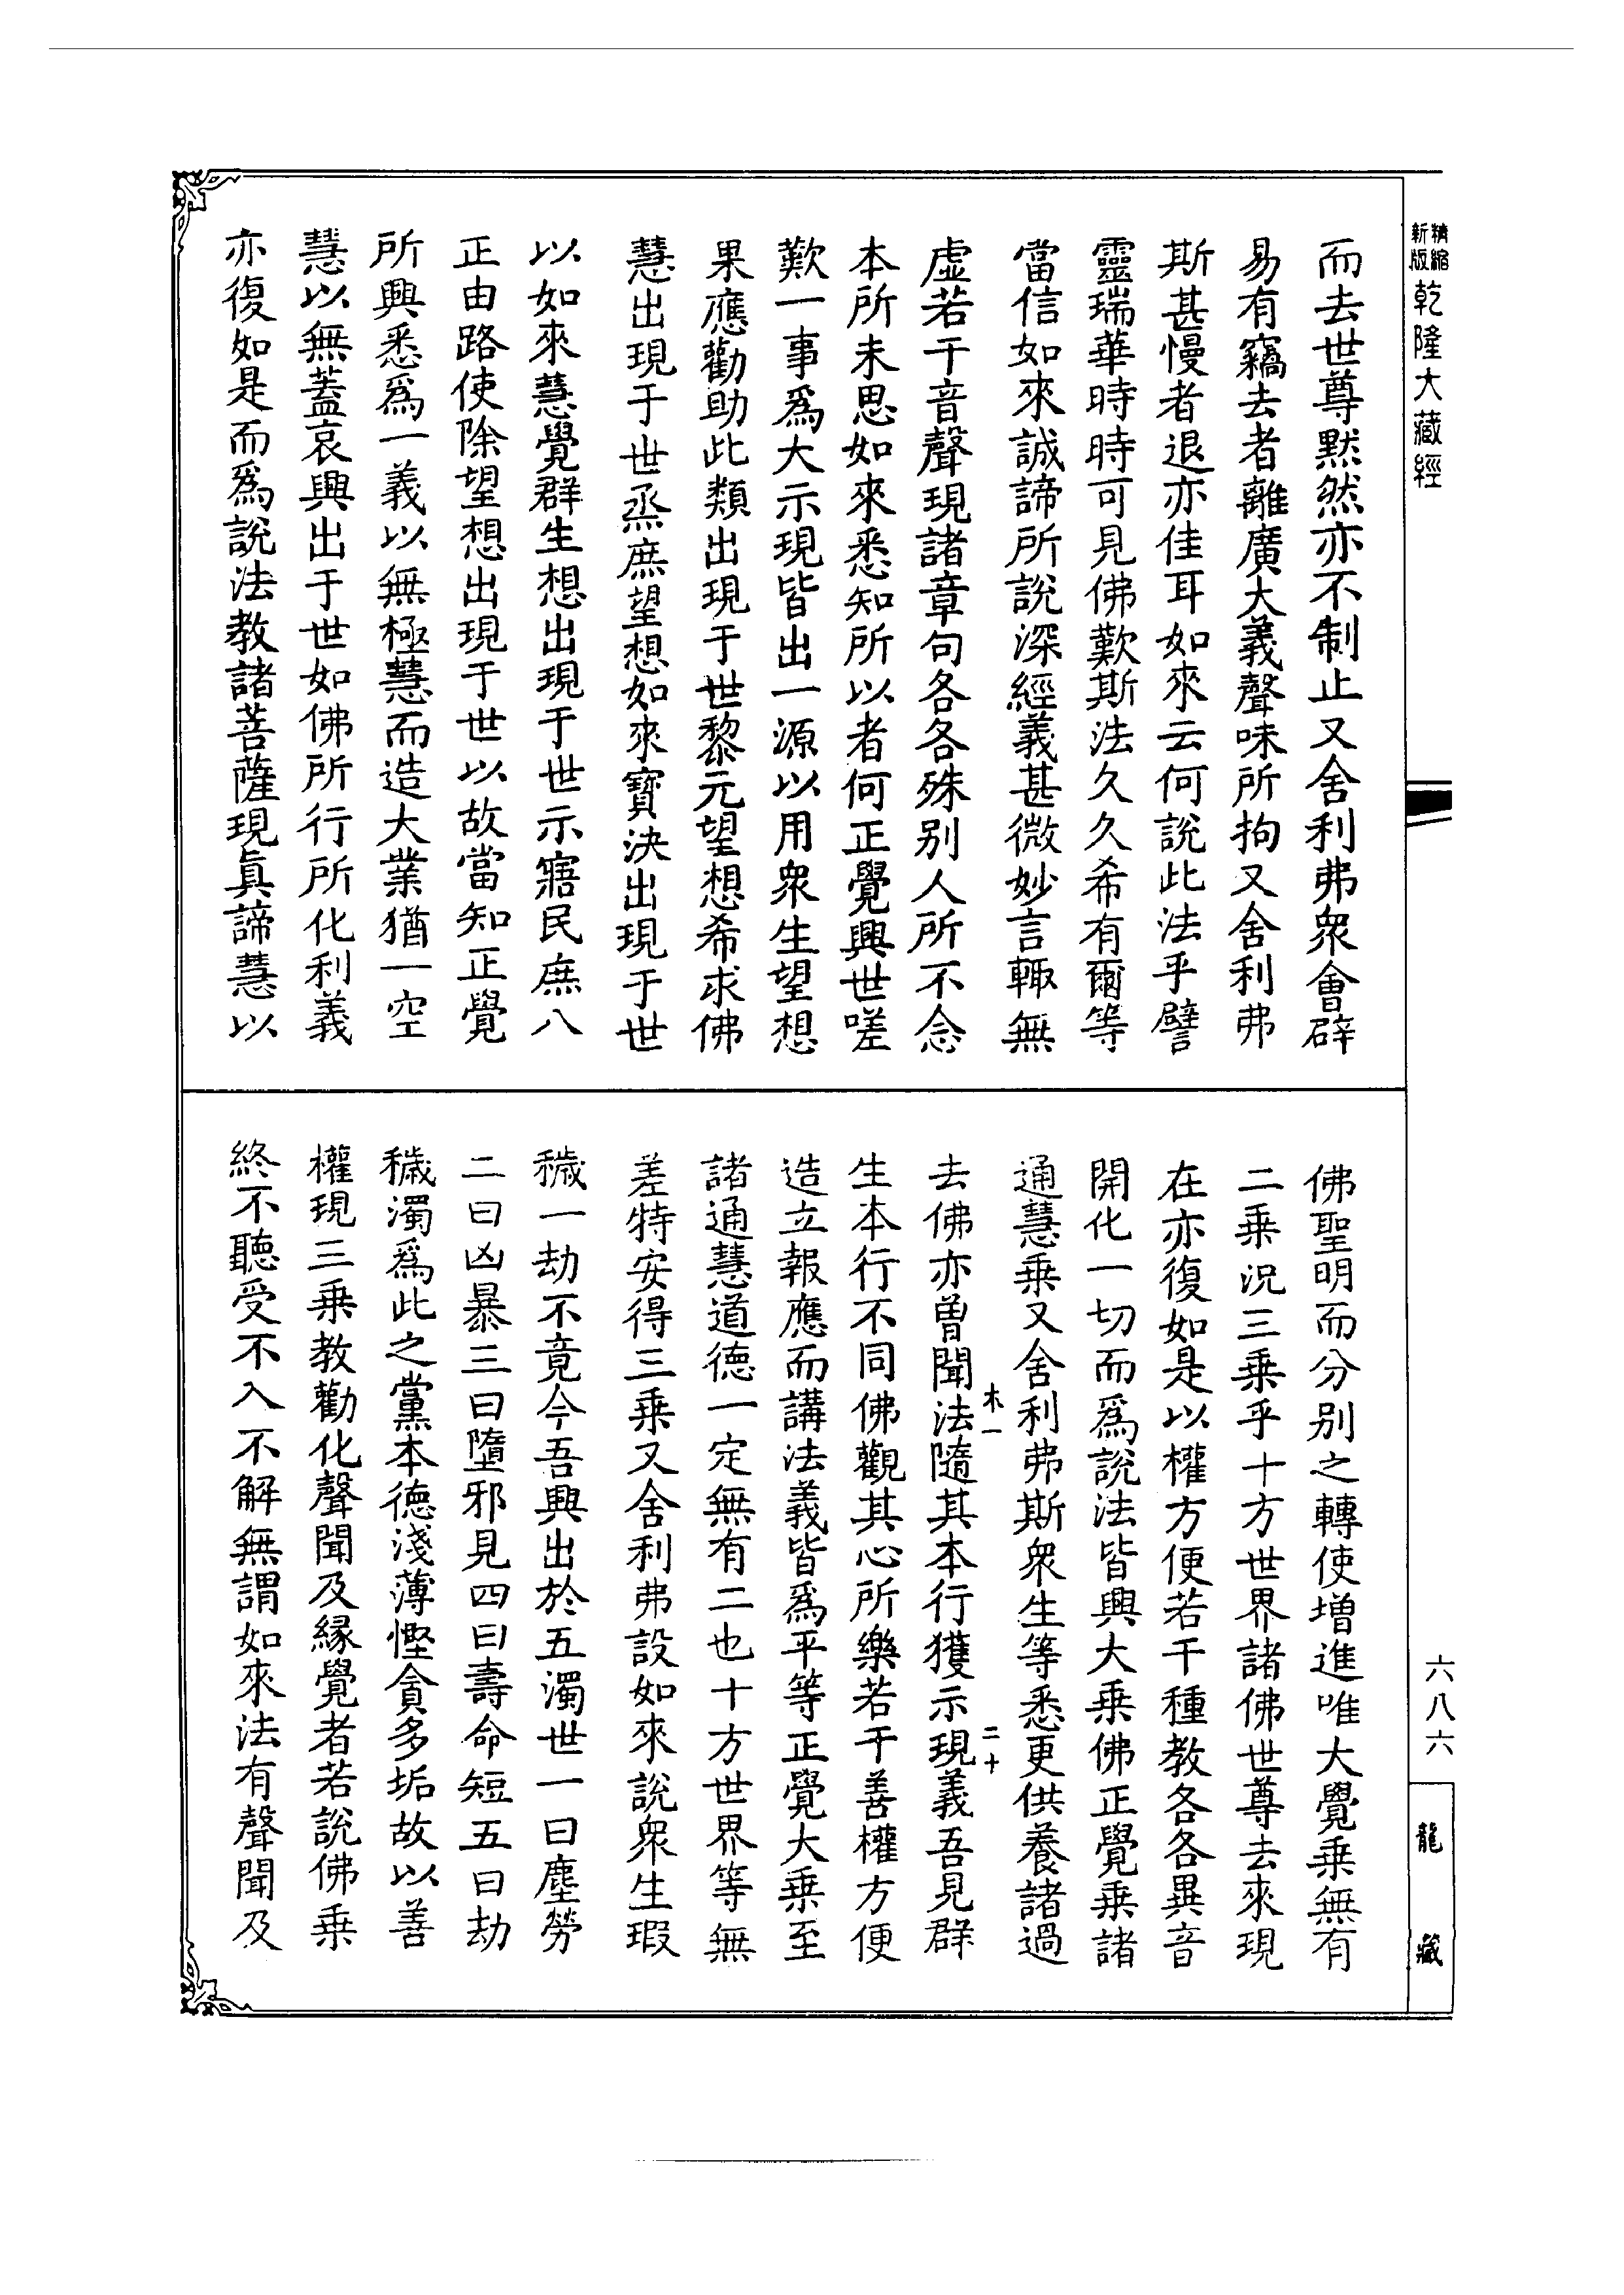 精縮
新版
乾隆大藏經
六八六
龍藏
而去世尊默然亦不制止又舍利弗衆會辟
易有竊去者離廣大義聲味所拘又舍利弗
斯甚慢者退亦佳耳如來云何說此法乎譬
靈瑞華時時可見佛歎斯法久久希有爾等
當信如來誠諦所說深經義甚微妙言輙無
虛若干音聲現諸章句各各殊別人所不念
本所未思如來悉知所以者何正覺興世嗟
歎一事爲大示現皆出一源以用衆生望想
果應勸助此類出現于世黎元望想希求佛
慧出現于世烝庶望想如來寶決出現于世
以如來慧覺群生想出現于世示寤民庶八
正由路使除望想出現于世以故當知正覺
所興悉爲一義以無極慧而造大業猶一空
慧以無蓋哀興出于世如佛所行所化利義
亦復如是而爲說法教諸菩薩現眞諦慧以
佛聖明而分別之轉使增進唯大覺乘無有
二乘況三乘乎十方世界諸佛世尊去來現
在亦復如是以權方便若干種教各各異音
開化一切而爲說法皆興大乘佛正覺乘諸
通慧乘又舍利弗斯衆生等悉更供養諸過
木一
二十
去佛亦曽聞法隨其本行獲示現義吾見群
生本行不同佛觀其心所樂若干善權方便
造立報應而講法義皆爲平等正覺大乘至
諸通慧道德一定無有二也十方世界等無
差特安得三乘又舍利弗設如來說衆生瑕
穢一劫不竟今吾興出於五濁世一曰塵勞
二曰凶暴三曰墮邪見四曰壽命短五曰劫
穢濁爲此之黨本德淺薄慳貪多垢故以善
權現三乘教勸化聲聞及縁覺者若說佛乘
終不聽受不入不解無謂如來法有聲聞及